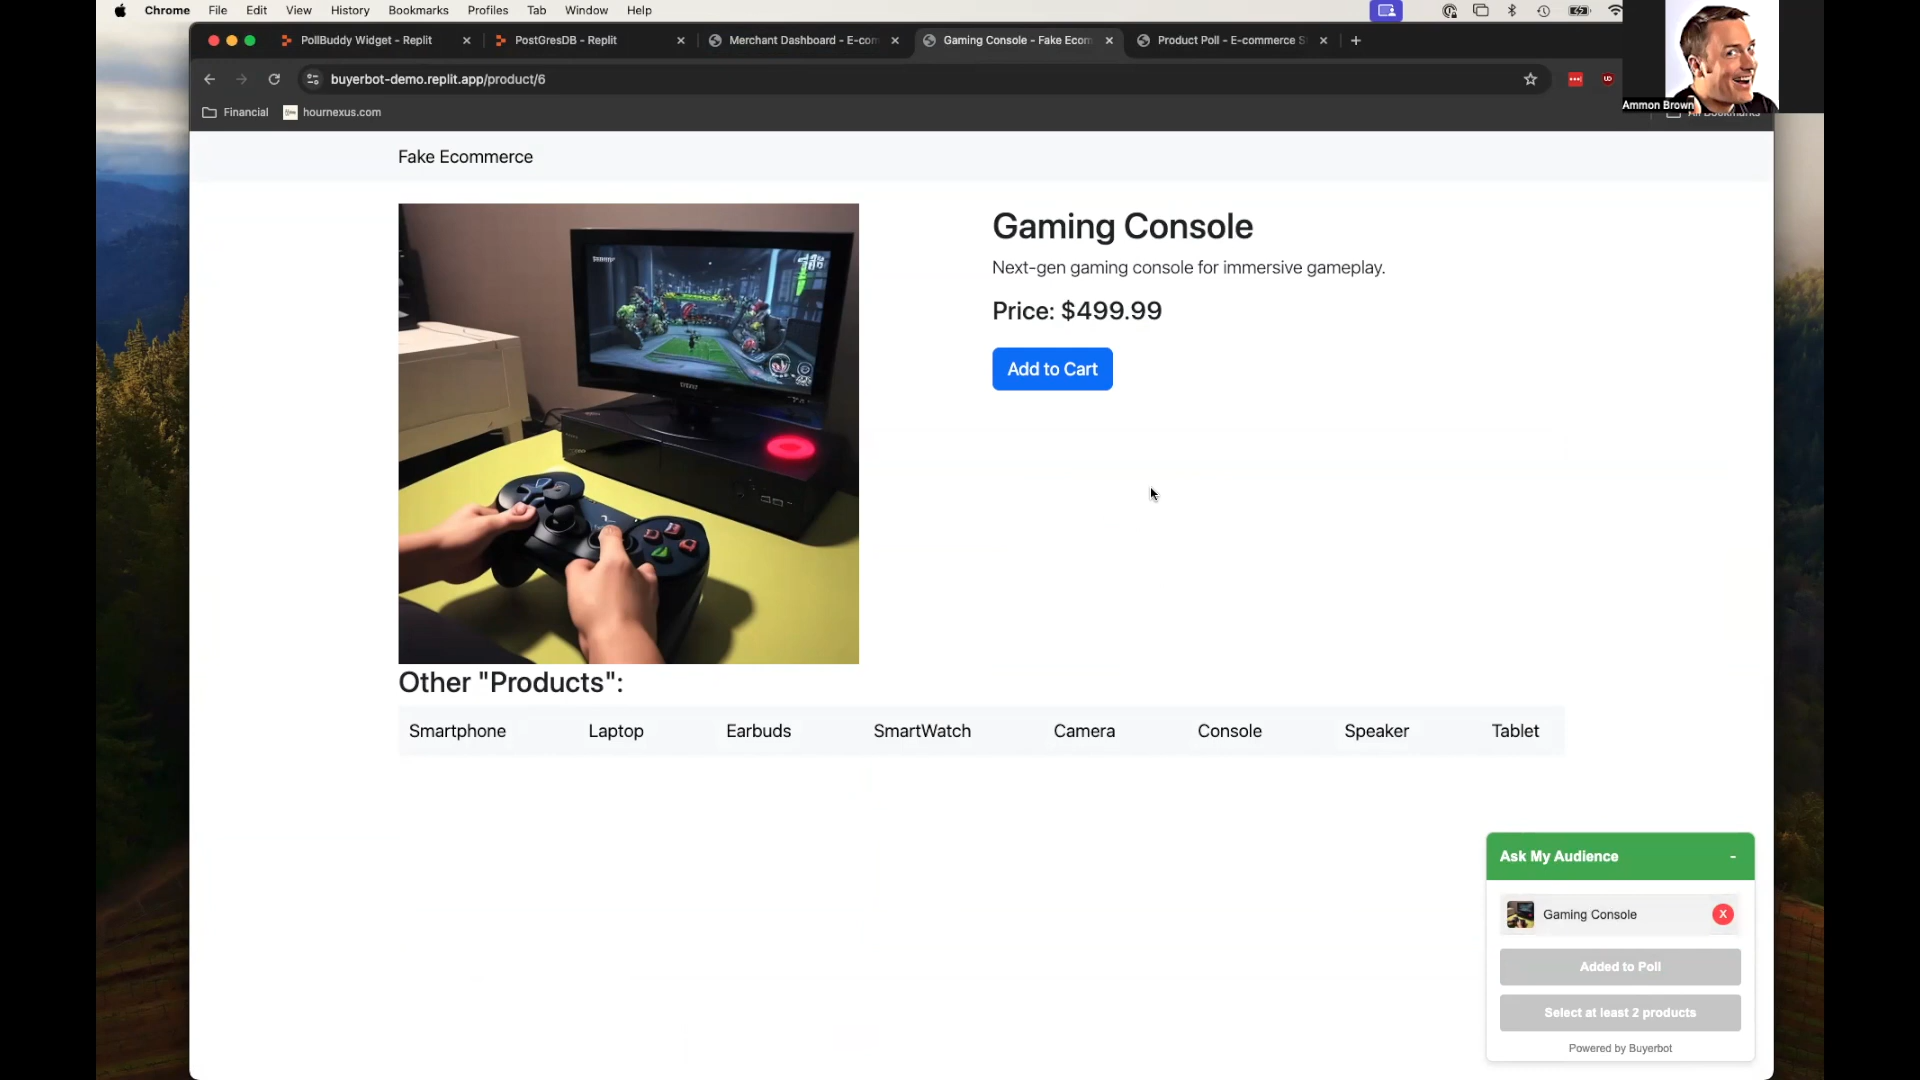 Chrome File Edit View History Bookmarks Profiles Tab Window Help
PollBuddy Widget - Replit
PostGresDB - Replit
Merchant Dashboard - E-com
Gaming Console - Fake Ecom
Product Poll - E-commerce S
buyerbot-demo.replit.app/product/6
Financial
hournexus.com
All Bookmarks
Ammon Brown
Fake Ecommerce
Gaming Console
Next-gen gaming console for immersive gameplay.
Price: $499.99
Add to Cart
Other "Products":
Smartphone Laptop Earbuds SmartWatch Camera Console Speaker Tablet
Ask My Audience -
Gaming Console X
Added to Poll
Select at least 2 products
Powered by Buyerbot